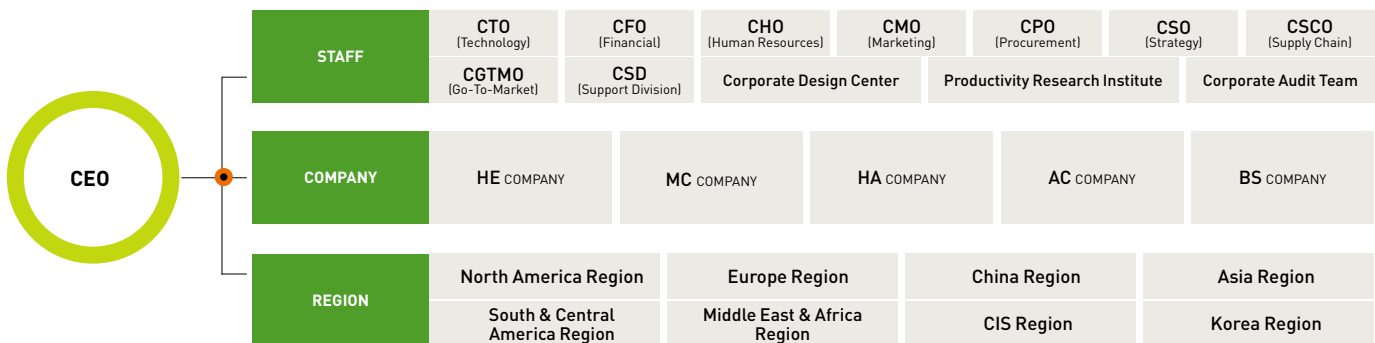 CEO
STAFF
CTO
(Technology)
CFO
(Financial)
CHO
(Human Resources)
CMO
(Marketing)
CPO
(Procurement)
CSO
(Strategy)
CSCO
(Supply Chain)
CGTMO
(Go-To-Market)
CSD
(Support Division)
Corporate Design Center
Productivity Research Institute
Corporate Audit Team
COMPANY
HE COMPANY
MC COMPANY
HA COMPANY
AC COMPANY
BS COMPANY
REGION
North America Region
Europe Region
China Region
Asia Region
South & Central
America Region
Middle East & Africa
Region
CIS Region
Korea Region